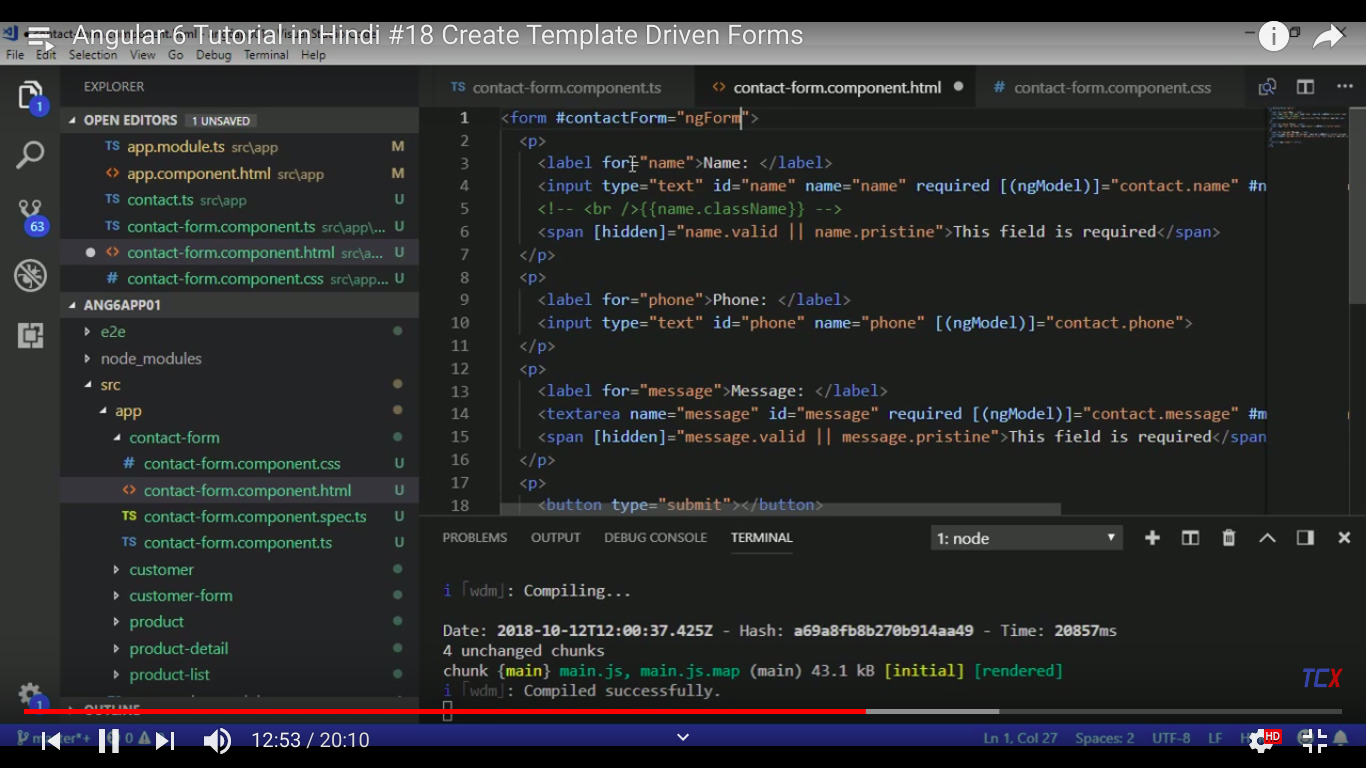 Angular 6 Tutorial in Hindi #18 Create Template Driven Forms
File Edit Selection View Go Debug Terminal Help
EXPLORER
OPEN EDITORS 1 UNSAVED
TS app.module.ts src\app M
<> app.component.html src\app M
TS contact.ts src\app U
TS contact-form.component.ts src\app\... U
<> contact-form.component.html src\a... U
# contact-form.component.css src\app... U
ANG6APP01
e2e
node_modules
src
app
contact-form
# contact-form.component.css U
<> contact-form.component.html U
TS contact-form.component.spec.ts U
TS contact-form.component.ts U
customer
customer-form
product
product-detail
product-list
OUTLINE
1
63
1
TS contact-form.component.ts
<> contact-form.component.html
# contact-form.component.css
1 <form #contactForm="ngForm">
2 <p>
3 <label for="name">Name: </label>
4 <input type="text" id="name" name="name" required [(ngModel)]="contact.name" #n
5 <!-- <br />{{name.className}} -->
6 <span [hidden]="name.valid || name.pristine">This field is required</span>
7 </p>
8 <p>
9 <label for="phone">Phone: </label>
10 <input type="text" id="phone" name="phone" [(ngModel)]="contact.phone">
11 </p>
12 <p>
13 <label for="message">Message: </label>
14 <textarea name="message" id="message" required [(ngModel)]="contact.message" #m
15 <span [hidden]="message.valid || message.pristine">This field is required</span
16 </p>
17 <p>
18 <button type="submit"></button>
PROBLEMS OUTPUT DEBUG CONSOLE TERMINAL
1: node
i ｢wdm｣: Compiling...
Date: 2018-10-12T12:00:37.425Z - Hash: a69a8fb8b270b914aa49 - Time: 20857ms
4 unchanged chunks
chunk {main} main.js, main.js.map (main) 43.1 kB [initial] [rendered]
i ｢wdm｣: Compiled successfully.
TCX
12:53 / 20:10
Ln 1, Col 27 Spaces: 2 UTF-8 LF
HD